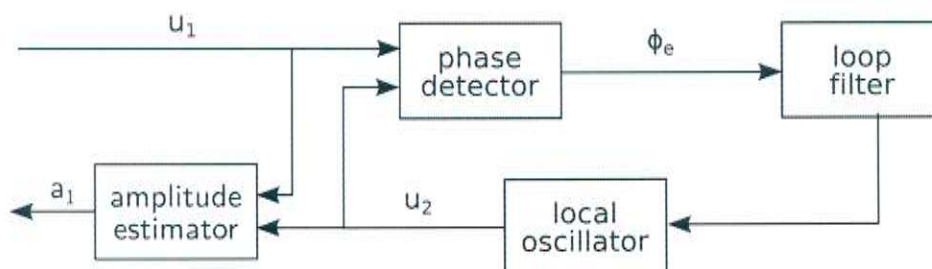 u₁
phase
detector
ϕₑ
loop
filter
a₁
amplitude
estimator
u₂
local
oscillator